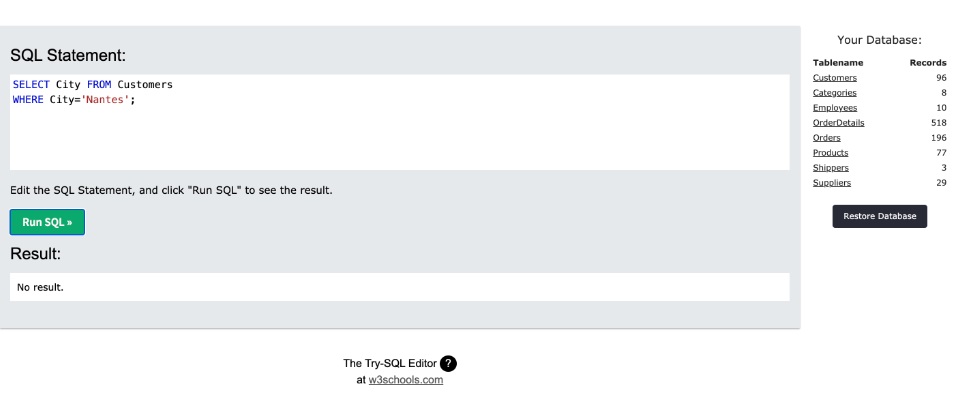 SQL Statement:
SELECT City FROM Customers
WHERE City='Nantes';
Edit the SQL Statement, and click "Run SQL" to see the result.
Run SQL »
Result:
No result.
The Try-SQL Editor ?
at w3schools.com
Your Database:
Tablename Records
Customers 96
Categories 8
Employees 10
OrderDetails 518
Orders 196
Products 77
Shippers 3
Suppliers 29
Restore Database